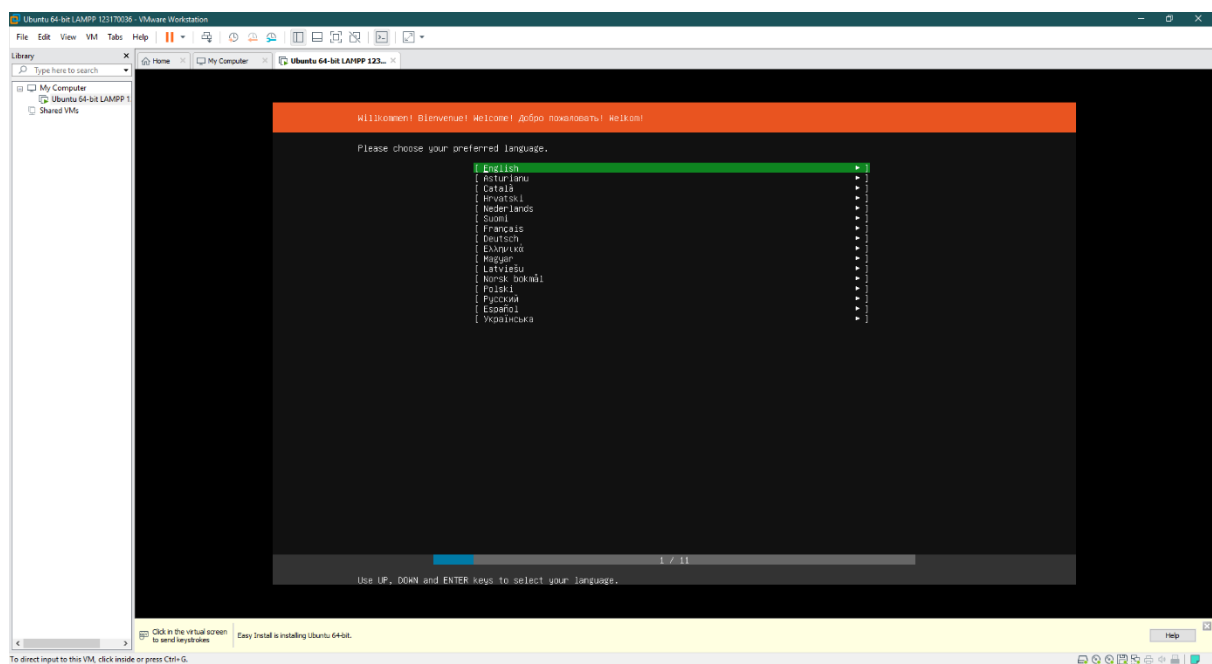 Ubuntu 64-bit LAMPP 123170036 - VMware Workstation
File Edit View VM Tabs Help
Library
Type here to search
My Computer
Ubuntu 64-bit LAMPP 1
Shared VMs
Home My Computer Ubuntu 64-bit LAMPP 123...
Willkommen! Bienvenue! Welcome! Добро пожаловать! Welkom!
Please choose your preferred language.
[ English ► ]
[ Asturianu ► ]
[ Català ► ]
[ Hrvatski ► ]
[ Nederlands ► ]
[ Suomi ► ]
[ Français ► ]
[ Deutsch ► ]
[ Ελληνικά ► ]
[ Magyar ► ]
[ Latviešu ► ]
[ Norsk bokmål ► ]
[ Polski ► ]
[ Русский ► ]
[ Español ► ]
[ Українська ► ]
1 / 11
Use UP, DOWN and ENTER keys to select your language.
Click in the virtual screen
to send keystrokes
Easy Install is installing Ubuntu 64-bit.
Help
To direct input to this VM, click inside or press Ctrl+G.